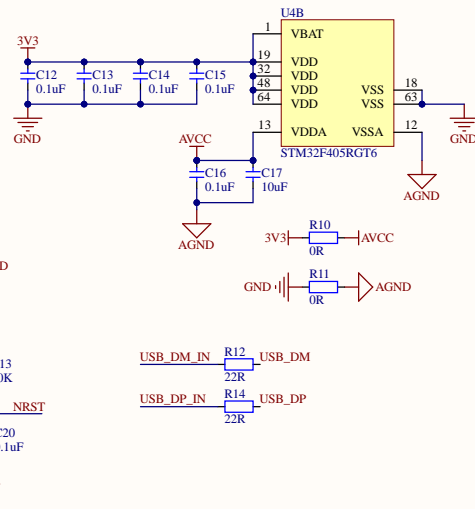 U4B
1 VBAT
3V3
19 VDD
32 VDD
48 VDD VSS 18
64 VDD VSS 63
13 VDDA VSSA 12
STM32F405RGT6
C12 C13 C14 C15
0.1uF 0.1uF 0.1uF 0.1uF
GND
GND
AVCC
C16 C17
0.1uF 10uF
AGND
AGND
R10
3V3 AVCC
0R
R11
GND AGND
0R
D
R12
USB_DM_IN USB_DM
22R
R14
USB_DP_IN USB_DP
22R
13
0K
NRST
C20
.1uF